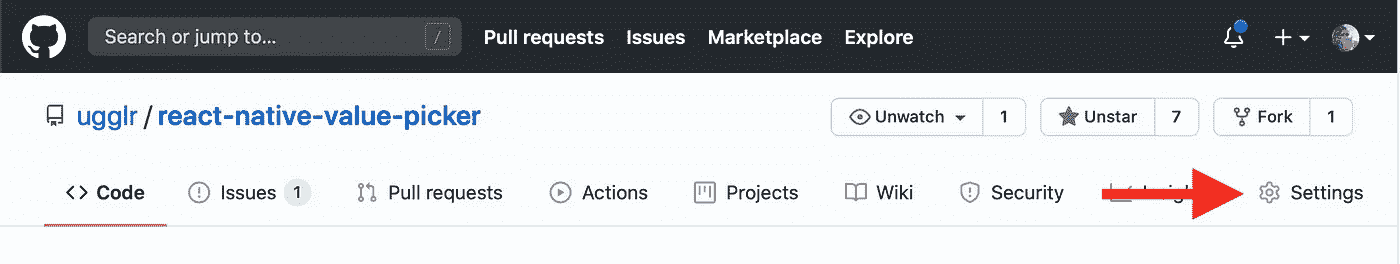 Search or jump to... / Pull requests Issues Marketplace Explore
ugglr / react-native-value-picker Unwatch 1 Unstar 7 Fork 1
Code Issues 1 Pull requests Actions Projects Wiki Security Settings